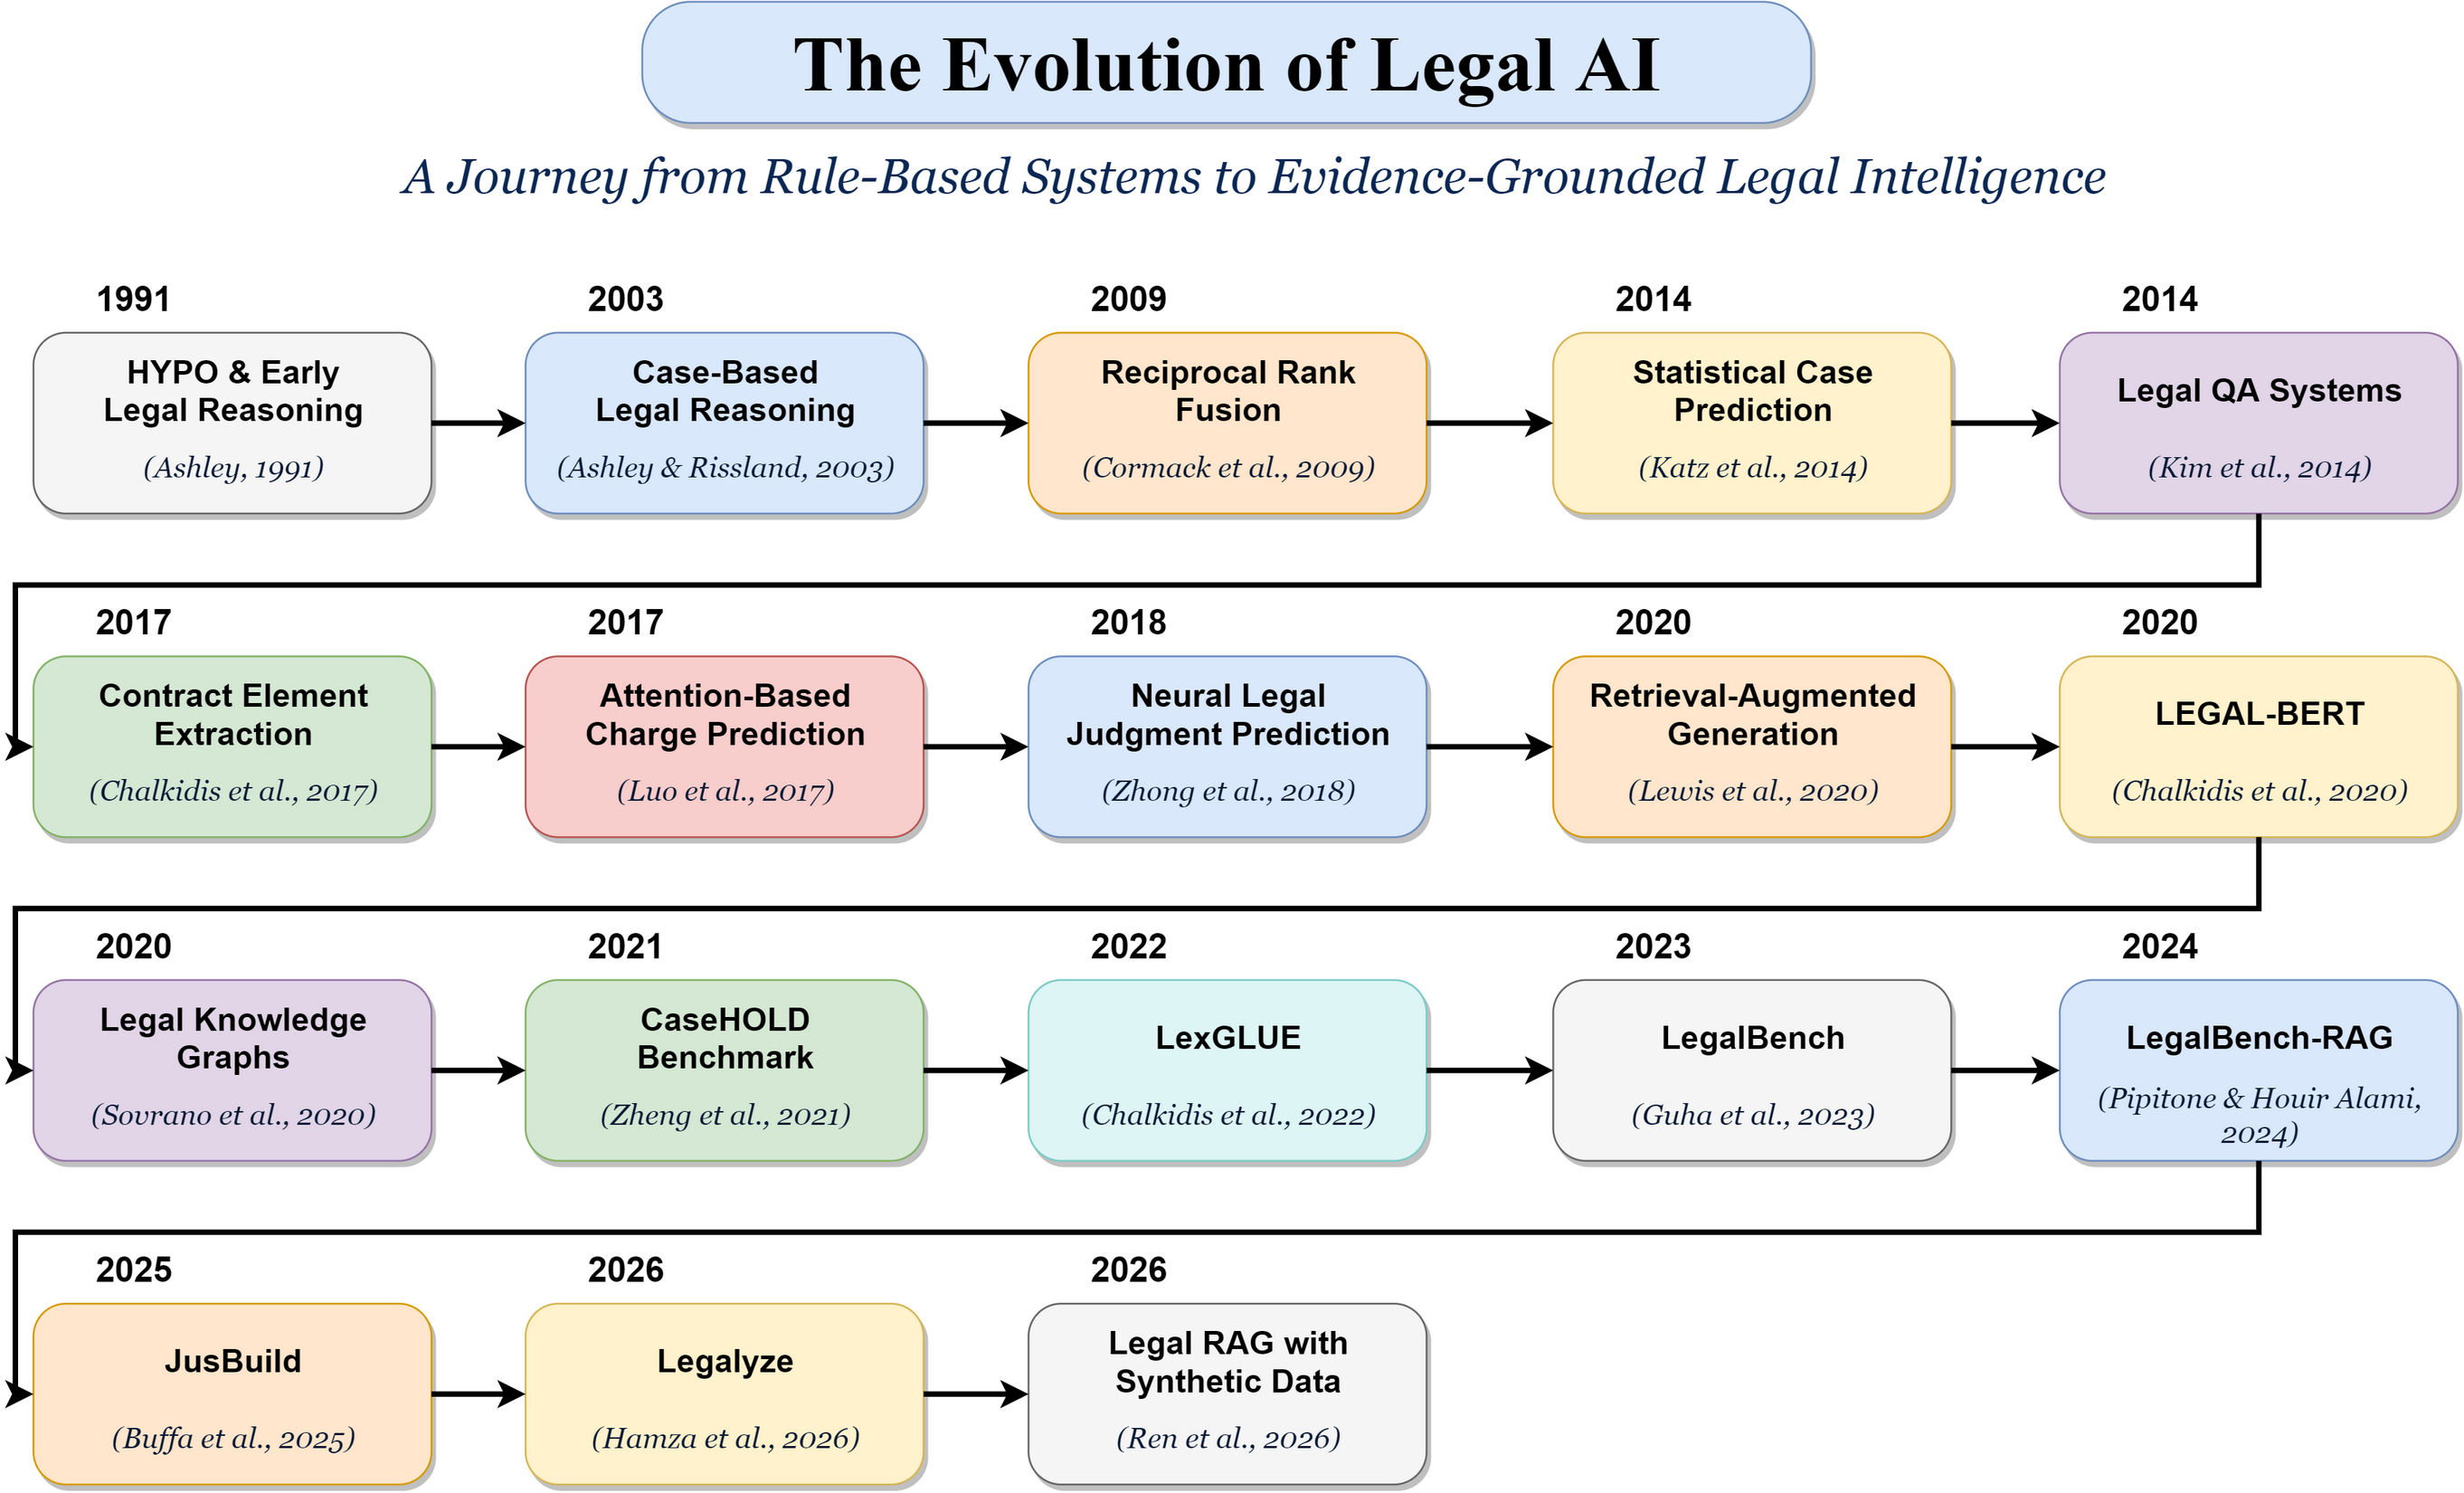 The Evolution of Legal AI
A Journey from Rule-Based Systems to Evidence-Grounded Legal Intelligence
1991
HYPO & Early
Legal Reasoning
(Ashley, 1991)
2003
Case-Based
Legal Reasoning
(Ashley & Rissland, 2003)
2009
Reciprocal Rank
Fusion
(Cormack et al., 2009)
2014
Statistical Case
Prediction
(Katz et al., 2014)
2014
Legal QA Systems
(Kim et al., 2014)
2017
Contract Element
Extraction
(Chalkidis et al., 2017)
2017
Attention-Based
Charge Prediction
(Luo et al., 2017)
2018
Neural Legal
Judgment Prediction
(Zhong et al., 2018)
2020
Retrieval-Augmented
Generation
(Lewis et al., 2020)
2020
LEGAL-BERT
(Chalkidis et al., 2020)
2020
Legal Knowledge
Graphs
(Sovrano et al., 2020)
2021
CaseHOLD
Benchmark
(Zheng et al., 2021)
2022
LexGLUE
(Chalkidis et al., 2022)
2023
LegalBench
(Guha et al., 2023)
2024
LegalBench-RAG
(Pipitone & Houir Alami,
2024)
2025
JusBuild
(Buffa et al., 2025)
2026
Legalyze
(Hamza et al., 2026)
2026
Legal RAG with
Synthetic Data
(Ren et al., 2026)